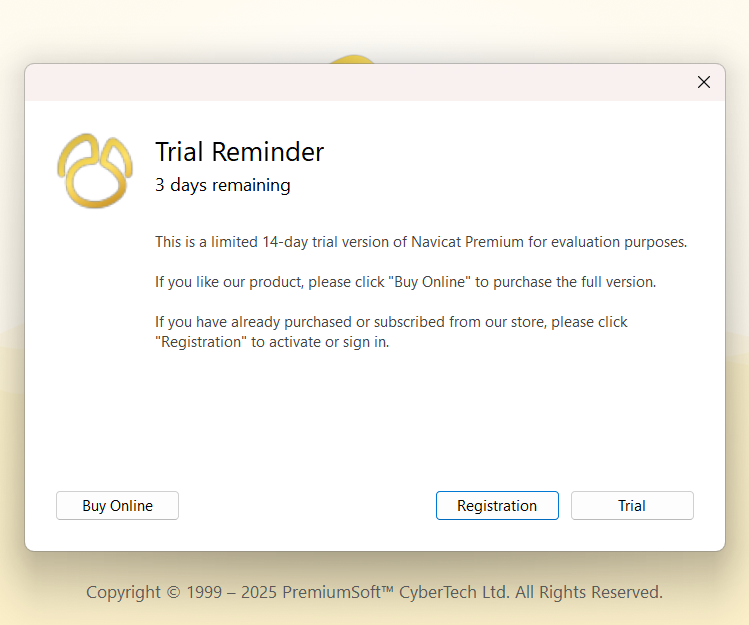 Trial Reminder
3 days remaining
This is a limited 14-day trial version of Navicat Premium for evaluation purposes.
If you like our product, please click "Buy Online" to purchase the full version.
If you have already purchased or subscribed from our store, please click
"Registration" to activate or sign in.
Buy Online
Registration
Trial
Copyright © 1999 – 2025 PremiumSoft™ CyberTech Ltd. All Rights Reserved.